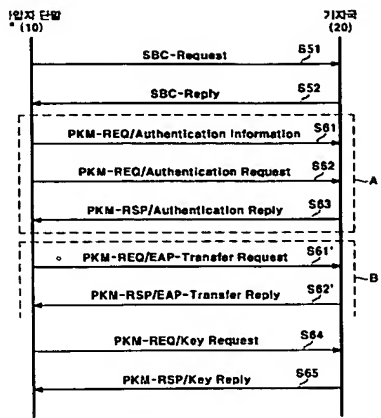 가입자 단말
(10)
기지국
(20)
SBC-Request
S51
SBC-Reply
S52
PKM-REQ/Authentication Information
S61
PKM-REQ/Authentication Request
S62
PKM-RSP/Authentication Reply
S63
A
PKM-REQ/EAP-Transfer Request
S61'
PKM-RSP/EAP-Transfer Reply
S62'
B
PKM-REQ/Key Request
S64
PKM-RSP/Key Reply
S65